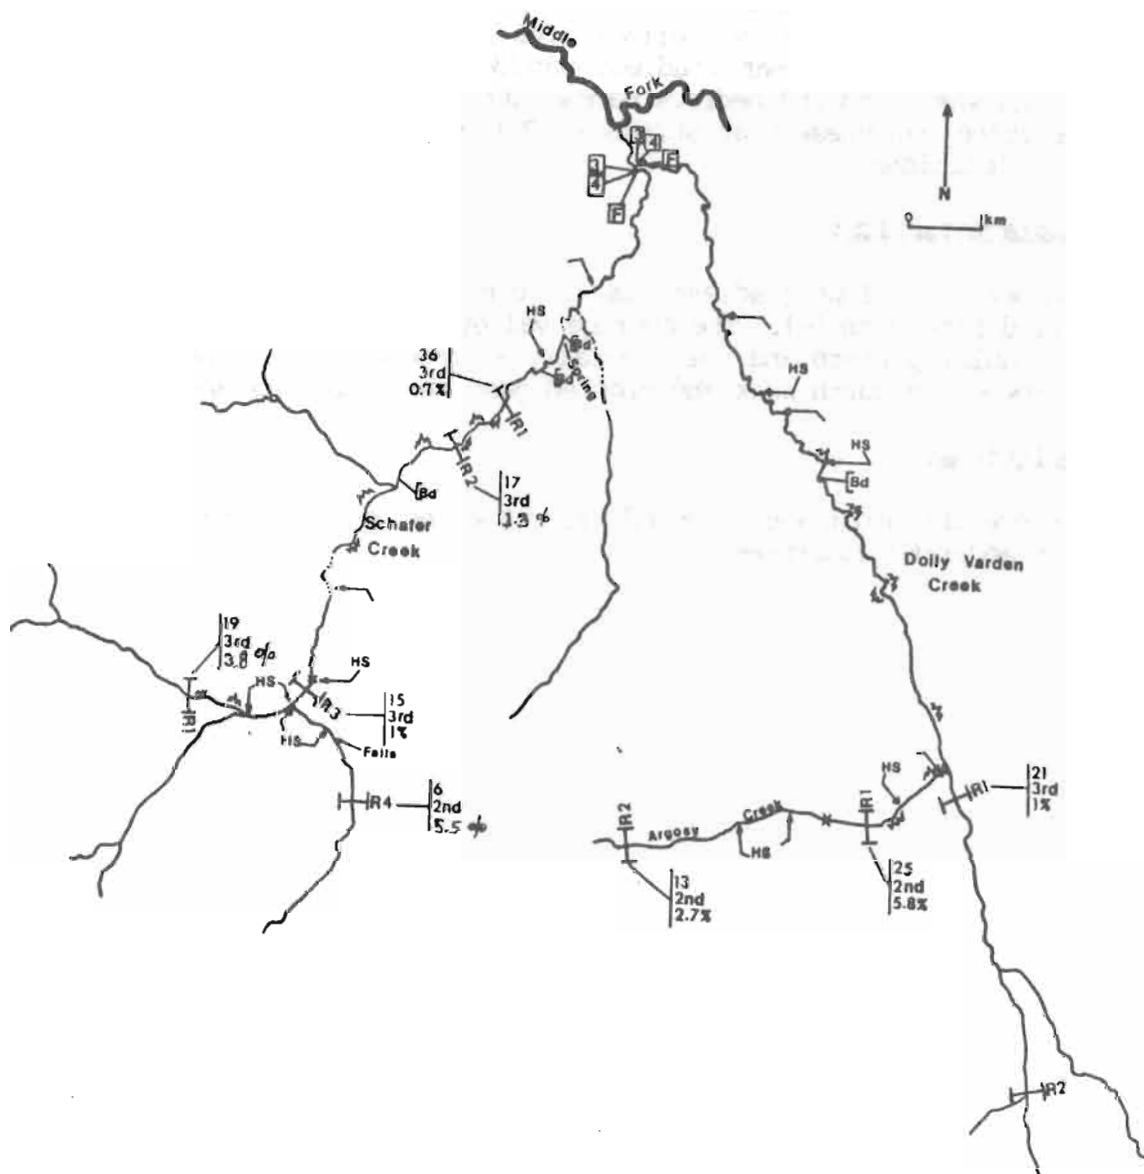 Middle
Fork
3
4
F
3
4
F
N
0 1km
HS
Bd
Bd
Spring
36
3rd
0.7%
R1
R2
17
3rd
HS
HS
Bd
Bd
Schafer
Creek
Dolly Varden
Creek
19
3rd
HS
HS
R1
R3
15
3rd
1%
HS
Falls
6
2nd
5.5 %
R4
HS
R1
21
3rd
1%
R1
R2
Argosy Creek
HS
25
2nd
5.8%
13
2nd
2.7%
R2